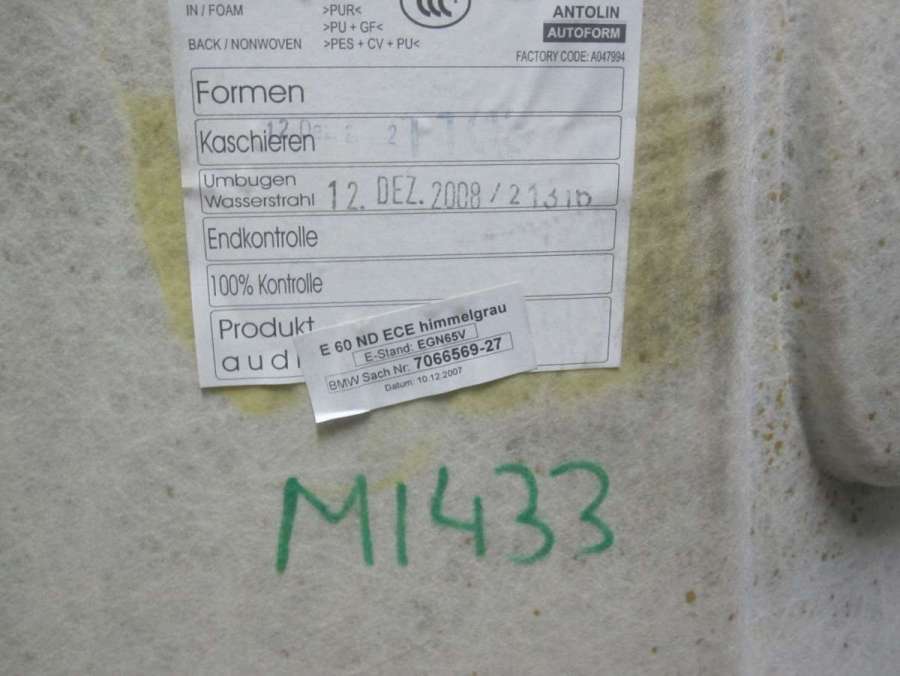 IN / FOAM
>PUR<
>PU + GF<
BACK / NONWOVEN
>PES + CV + PU<
ANTOLIN
AUTOFORM
FACTORY CODE: A047994
Formen
Kaschieren
Umbugen
Wasserstrahl
12. DEZ. 2008 /
Endkontrolle
100% Kontrolle
Produkt
audi
E 60 ND ECE himmelgrau
E-Stand: EGN65V
BMW Sach Nr. 7066569-27
Datum: 10.12.2007
M1433